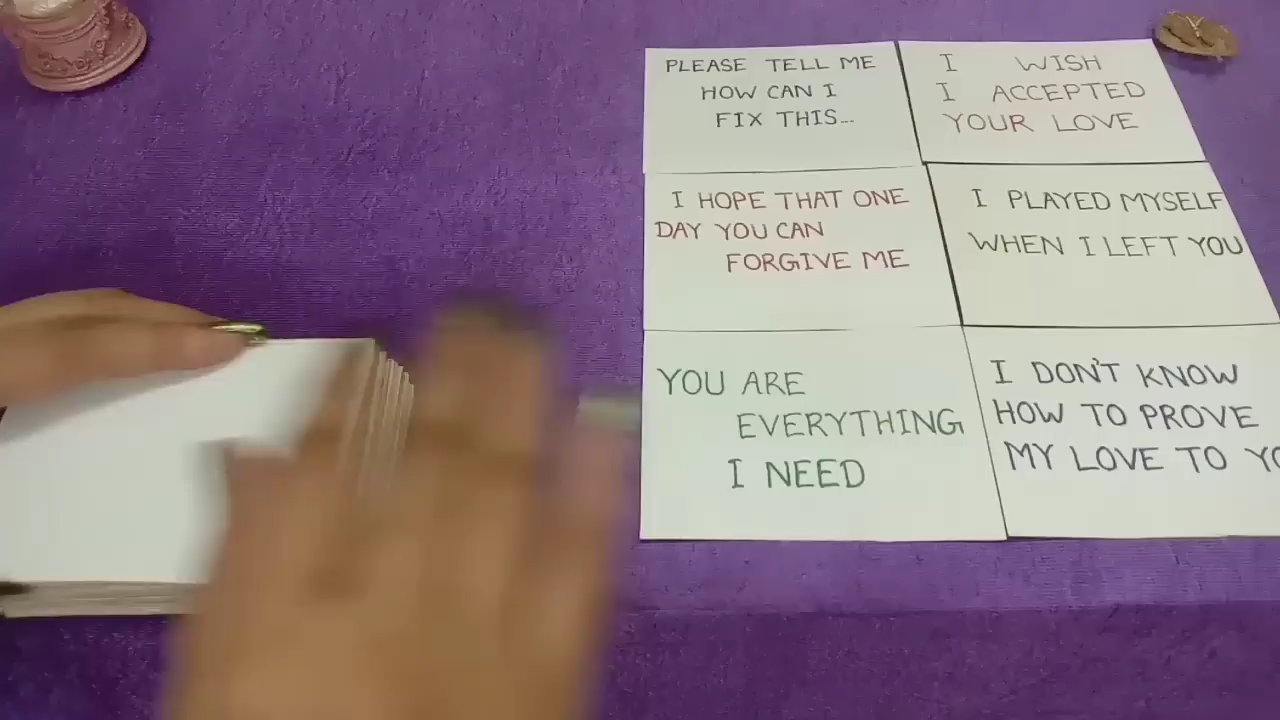 PLEASE TELL ME
HOW CAN I
FIX THIS...
I WISH
I ACCEPTED
YOUR LOVE
I HOPE THAT ONE
DAY YOU CAN
FORGIVE ME
I PLAYED MYSELF
WHEN I LEFT YOU
YOU ARE
EVERYTHING
I NEED
I DON'T KNOW
HOW TO PROVE
MY LOVE TO